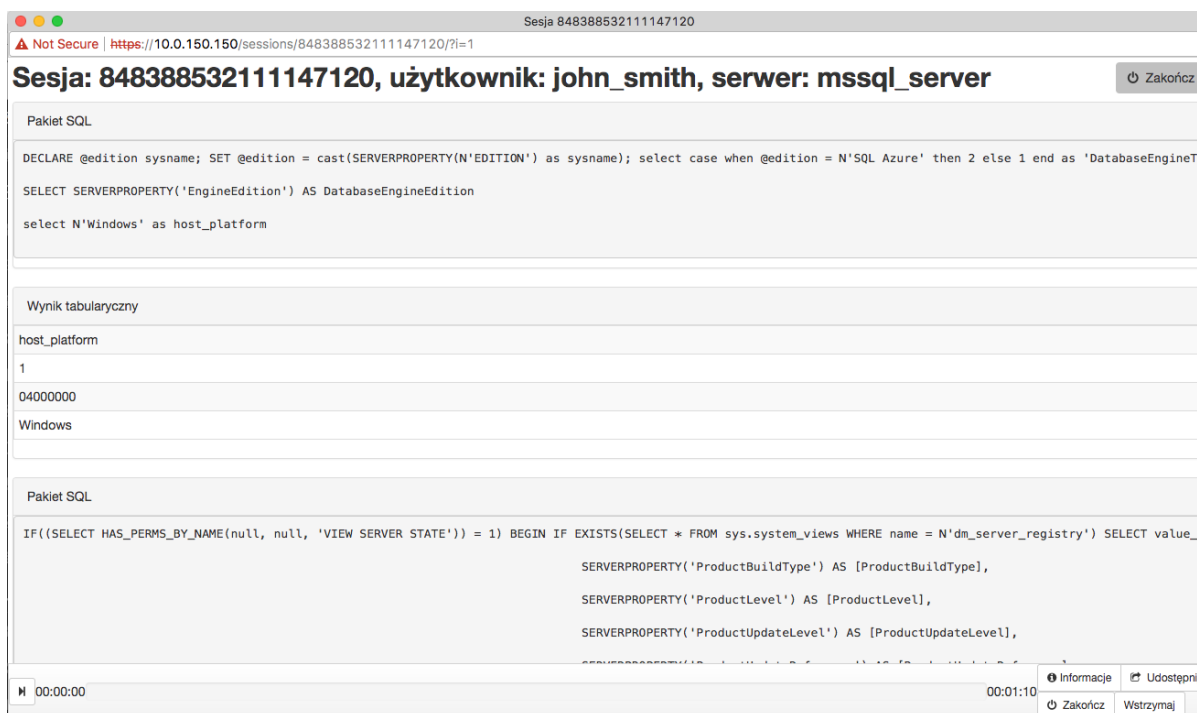 Sesja 848388532111147120
Not Secure | https://10.0.150.150/sessions/848388532111147120/?i=1
Sesja: 848388532111147120, użytkownik: john_smith, serwer: mssql_server
Zakończ
Pakiet SQL
DECLARE @edition sysname; SET @edition = cast(SERVERPROPERTY(N'EDITION') as sysname); select case when @edition = N'SQL Azure' then 2 else 1 end as 'DatabaseEngineT
SELECT SERVERPROPERTY('EngineEdition') AS DatabaseEngineEdition
select N'Windows' as host_platform
Wynik tabularyczny
host_platform
1
04000000
Windows
Pakiet SQL
IF((SELECT HAS_PERMS_BY_NAME(null, null, 'VIEW SERVER STATE')) = 1) BEGIN IF EXISTS(SELECT * FROM sys.system_views WHERE name = N'dm_server_registry') SELECT value_
SERVERPROPERTY('ProductBuildType') AS [ProductBuildType],
SERVERPROPERTY('ProductLevel') AS [ProductLevel],
SERVERPROPERTY('ProductUpdateLevel') AS [ProductUpdateLevel],
00:00:00
00:01:10
Informacje
Udostępni
Zakończ
Wstrzymaj